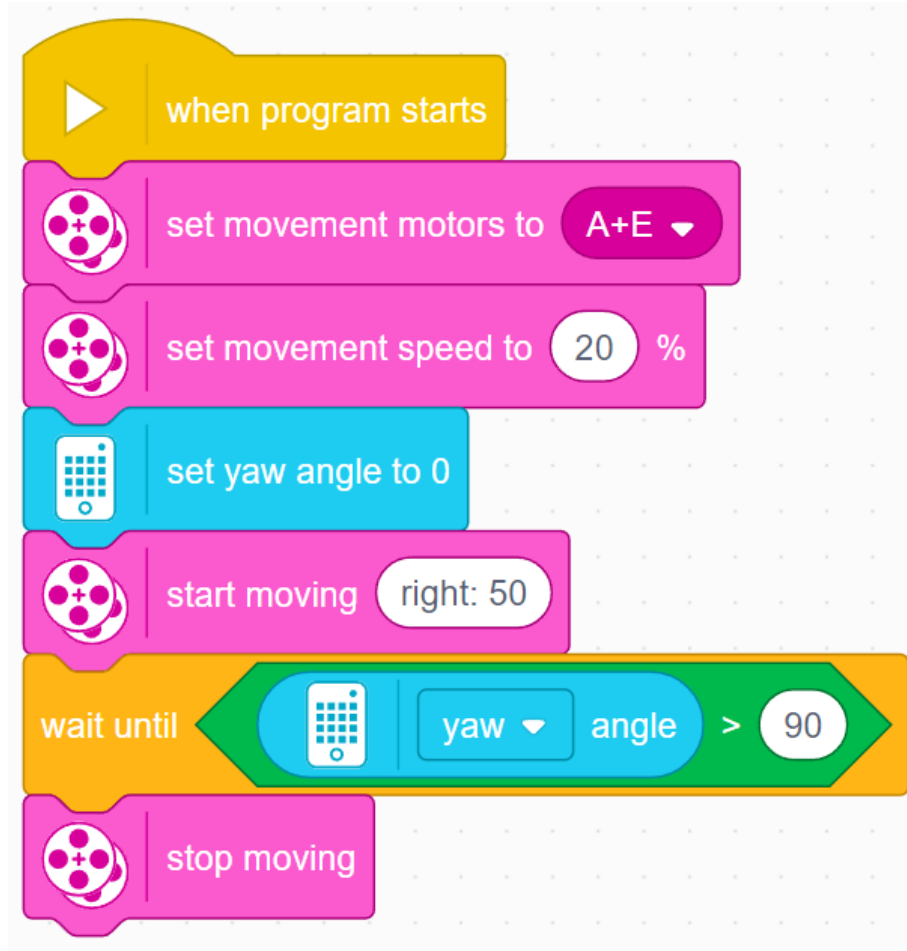 when program starts
set movement motors to A+E
set movement speed to 20 %
set yaw angle to 0
start moving right: 50
wait until yaw angle > 90
stop moving